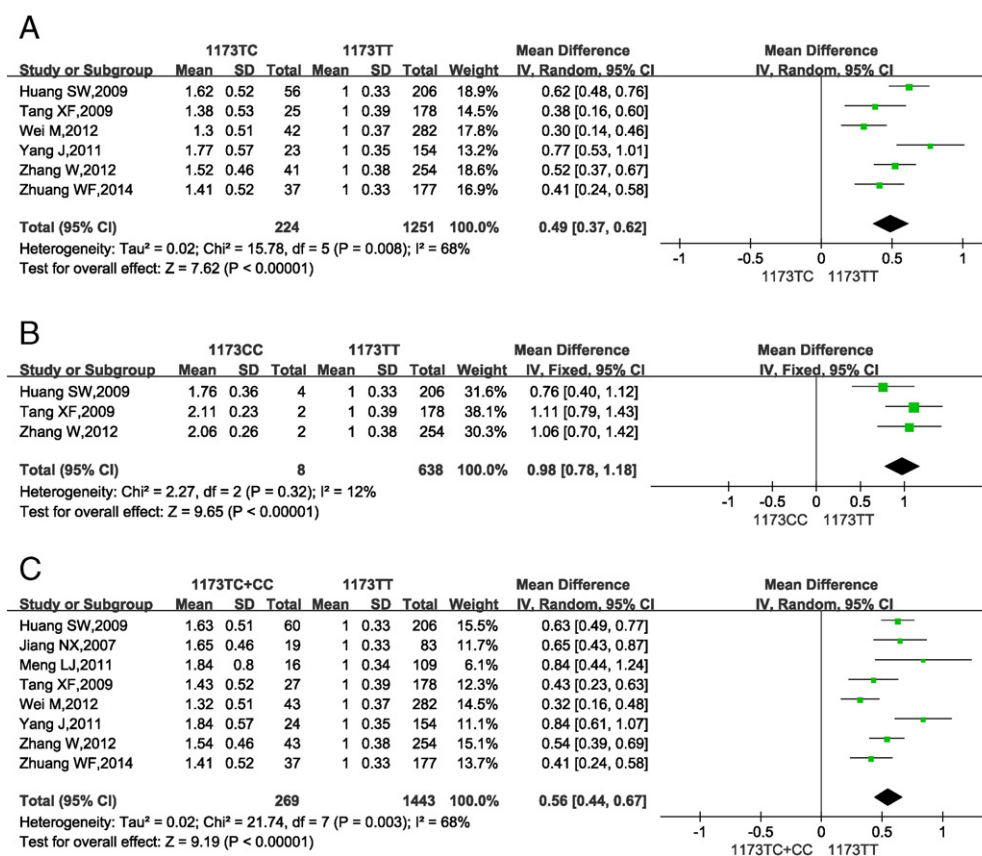 A
1173TC 1173TT Mean Difference Mean Difference
Study or Subgroup Mean SD Total Mean SD Total Weight IV, Random, 95% CI IV, Random, 95% CI
Huang SW,2009 1.62 0.52 56 1 0.33 206 18.9% 0.62 [0.48, 0.76]
Tang XF,2009 1.38 0.53 25 1 0.39 178 14.5% 0.38 [0.16, 0.60]
Wei M,2012 1.3 0.51 42 1 0.37 282 17.8% 0.30 [0.14, 0.46]
Yang J,2011 1.77 0.57 23 1 0.35 154 13.2% 0.77 [0.53, 1.01]
Zhang W,2012 1.52 0.46 41 1 0.38 254 18.6% 0.52 [0.37, 0.67]
Zhuang WF,2014 1.41 0.52 37 1 0.33 177 16.9% 0.41 [0.24, 0.58]
Total (95% CI) 224 1251 100.0% 0.49 [0.37, 0.62]
Heterogeneity: Tau² = 0.02; Chi² = 15.78, df = 5 (P = 0.008); I² = 68%
Test for overall effect: Z = 7.62 (P < 0.00001)
-1 -0.5 0 0.5 1
1173TC 1173TT
B
1173CC 1173TT Mean Difference Mean Difference
Study or Subgroup Mean SD Total Mean SD Total Weight IV, Fixed, 95% CI IV, Fixed, 95% CI
Huang SW,2009 1.76 0.36 4 1 0.33 206 31.6% 0.76 [0.40, 1.12]
Tang XF,2009 2.11 0.23 2 1 0.39 178 38.1% 1.11 [0.79, 1.43]
Zhang W,2012 2.06 0.26 2 1 0.38 254 30.3% 1.06 [0.70, 1.42]
Total (95% CI) 8 638 100.0% 0.98 [0.78, 1.18]
Heterogeneity: Chi² = 2.27, df = 2 (P = 0.32); I² = 12%
Test for overall effect: Z = 9.65 (P < 0.00001)
-1 -0.5 0 0.5 1
1173CC 1173TT
C
1173TC+CC 1173TT Mean Difference Mean Difference
Study or Subgroup Mean SD Total Mean SD Total Weight IV, Random, 95% CI IV, Random, 95% CI
Huang SW,2009 1.63 0.51 60 1 0.33 206 15.5% 0.63 [0.49, 0.77]
Jiang NX,2007 1.65 0.46 19 1 0.33 83 11.7% 0.65 [0.43, 0.87]
Meng LJ,2011 1.84 0.8 16 1 0.34 109 6.1% 0.84 [0.44, 1.24]
Tang XF,2009 1.43 0.52 27 1 0.39 178 12.3% 0.43 [0.23, 0.63]
Wei M,2012 1.32 0.51 43 1 0.37 282 14.5% 0.32 [0.16, 0.48]
Yang J,2011 1.84 0.57 24 1 0.35 154 11.1% 0.84 [0.61, 1.07]
Zhang W,2012 1.54 0.46 43 1 0.38 254 15.1% 0.54 [0.39, 0.69]
Zhuang WF,2014 1.41 0.52 37 1 0.33 177 13.7% 0.41 [0.24, 0.58]
Total (95% CI) 269 1443 100.0% 0.56 [0.44, 0.67]
Heterogeneity: Tau² = 0.02; Chi² = 21.74, df = 7 (P = 0.003); I² = 68%
Test for overall effect: Z = 9.19 (P < 0.00001)
-1 -0.5 0 0.5 1
1173TC+CC 1173TT